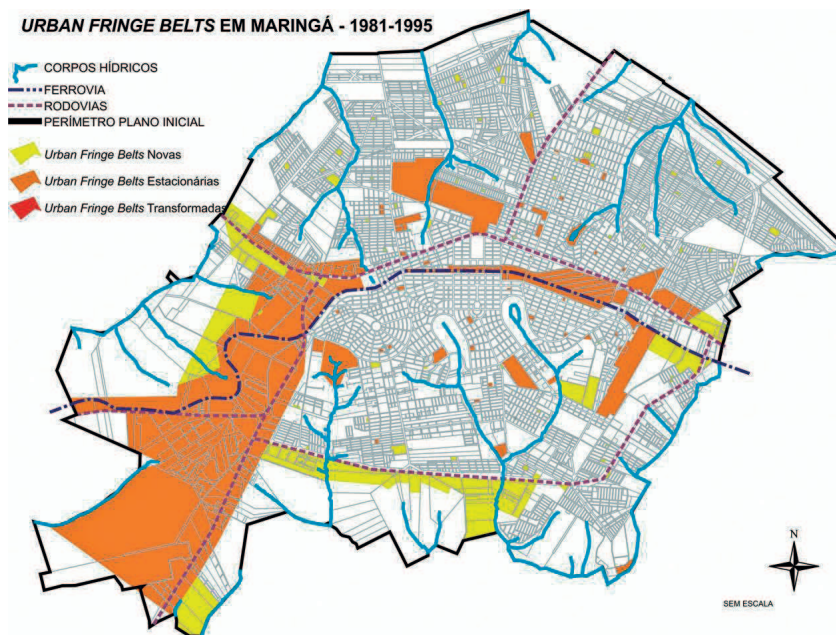 URBAN FRINGE BELTS EM MARINGÁ - 1981-1995
CORPOS HÍDRICOS
FERROVIA
RODOVIAS
PERÍMETRO PLANO INICIAL
Urban Fringe Belts Novas
Urban Fringe Belts Estacionárias
Urban Fringe Belts Transformadas
N
SEM ESCALA